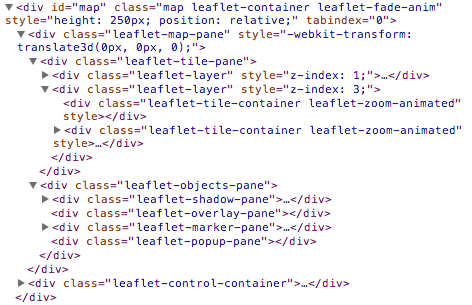 ▼<div id="map" class="map leaflet-container leaflet-fade-anim"
style="height: 250px; position: relative;" tabindex="0">
▼<div class="leaflet-map-pane" style="-webkit-transform:
translate3d(0px, 0px, 0);">
▼<div class="leaflet-tile-pane">
▶<div class="leaflet-layer" style="z-index: 1;">…</div>
▼<div class="leaflet-layer" style="z-index: 3;">
<div class="leaflet-tile-container leaflet-zoom-animated"
style></div>
▶<div class="leaflet-tile-container leaflet-zoom-animated"
style>…</div>
</div>
</div>
▼<div class="leaflet-objects-pane">
▶<div class="leaflet-shadow-pane">…</div>
<div class="leaflet-overlay-pane"></div>
▶<div class="leaflet-marker-pane">…</div>
<div class="leaflet-popup-pane"></div>
</div>
</div>
▶<div class="leaflet-control-container">…</div>
</div>